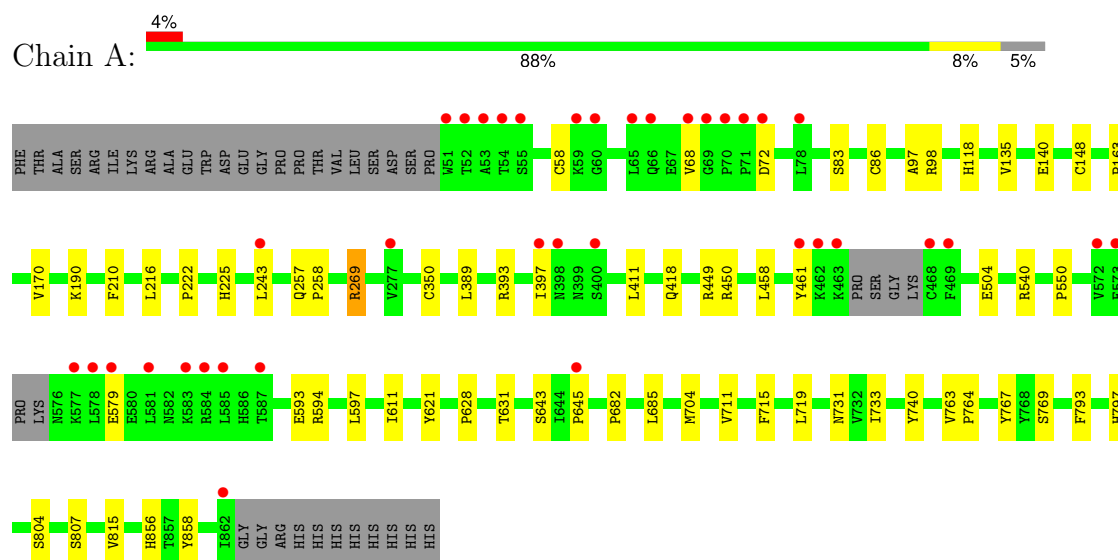 4%
Chain A:
88% 8% 5%
PHE THR ALA SER ARG ILE LYS ARG ALA GLU TRP ASP GLU GLY PRO PRO THR VAL LEU SER ASP SER PRO W51 T52 A53 T54 S55 C58 K59 G60 L65 Q66 E67 V68 G69 P70 P71 D72 L78 S83 C86 A97 R98 H118 V135 E140 C148
V170 K190 F210 L216 P222 H225 L243 Q257 P258 R269 V277 C350 L389 R393 I397 N398 N399 S400 L411 Q418 R449 R450 L458 Y461 K462 K463 PRO SER GLY LYS C468 F469 E504 R540 P550 V572
PRO LYS N576 K577 L578 E579 E580 L581 N582 K583 R584 L585 H586 T587 E593 R594 L597 I611 Y621 P628 T631 S643 I644 P645 P682 L685 M704 V711 F715 L719 N731 V732 I733 Y740 V763 P764 Y767 Y768 S769 F793
S804 S807 V815 H856 T857 Y858 I862 GLY GLY ARG HIS HIS HIS HIS HIS HIS HIS HIS